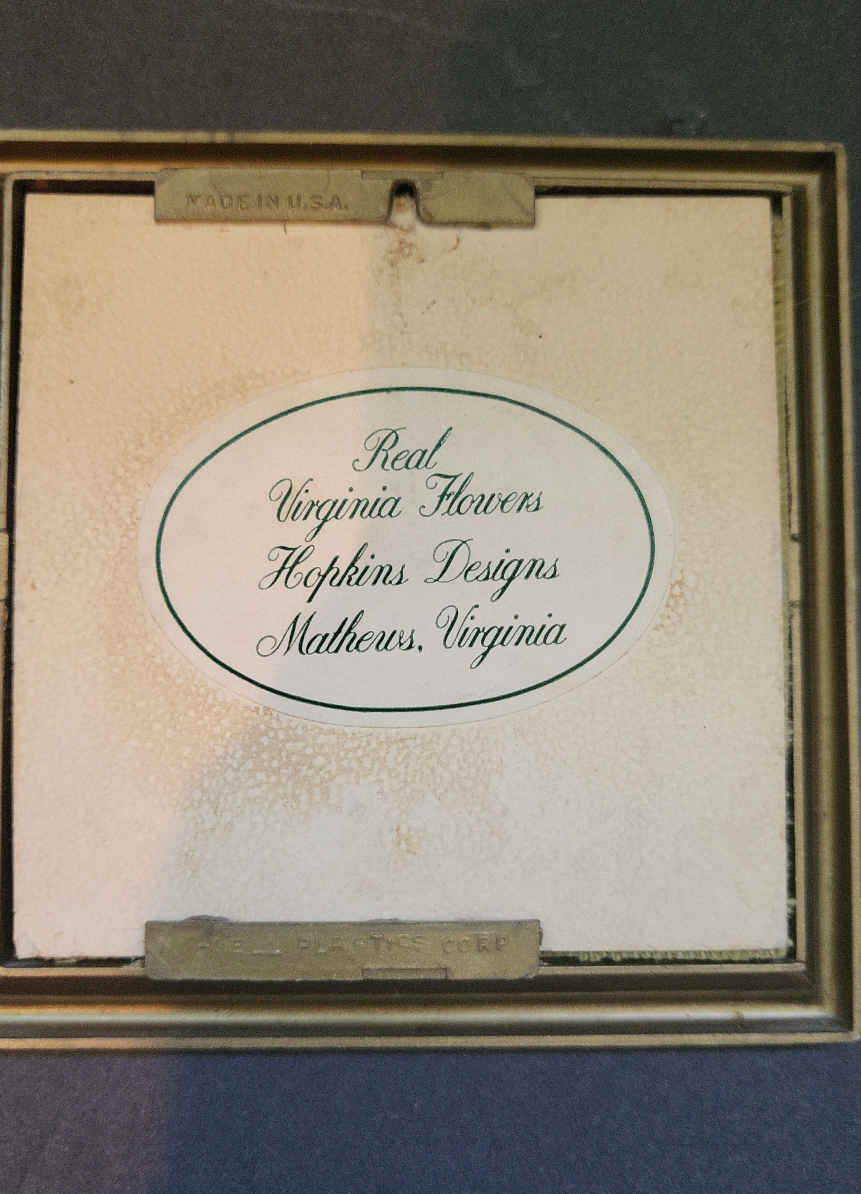 MADE IN U.S.A.
Real
Virginia Flowers
Hopkins Designs
Mathews, Virginia
PLASTICS CORP